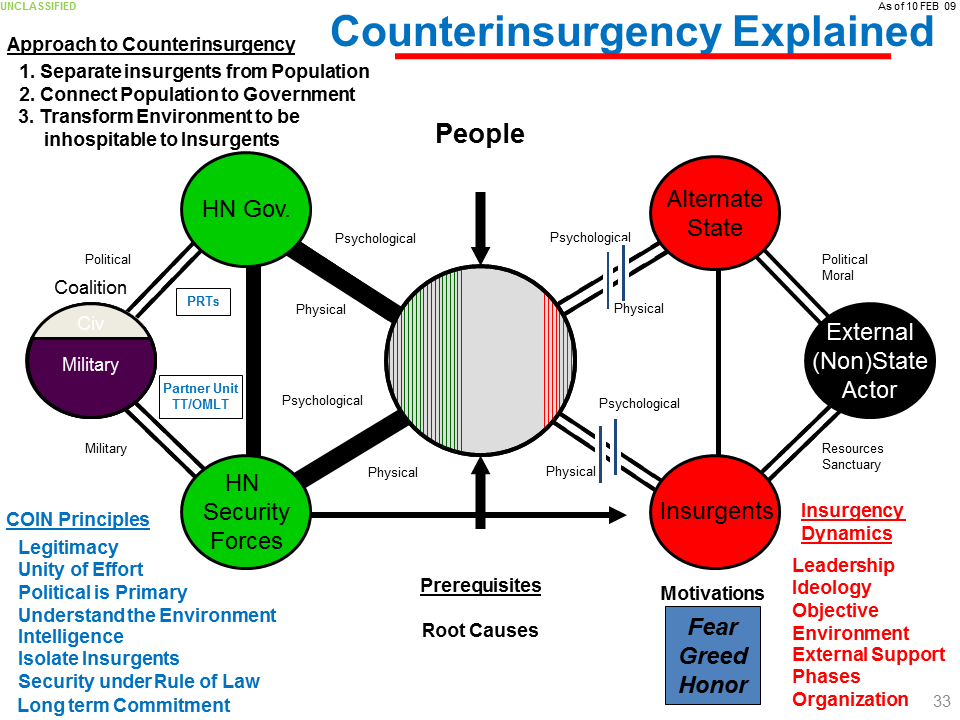 UNCLASSIFIED
As of 10 FEB 09
Counterinsurgency Explained
Approach to Counterinsurgency
1. Separate insurgents from Population
2. Connect Population to Government
3. Transform Environment to be
inhospitable to Insurgents
People
HN Gov.
Alternate
State
Psychological
Psychological
Political
Political
Moral
Coalition
PRTs
Physical
Physical
Civ
Military
External
(Non)State
Actor
Partner Unit
TT/OMLT
Psychological
Psychological
Military
Physical
Physical
Resources
Sanctuary
HN
Security
Forces
Insurgents
COIN Principles
Legitimacy
Unity of Effort
Political is Primary
Understand the Environment
Intelligence
Isolate Insurgents
Security under Rule of Law
Long term Commitment
Prerequisites
Root Causes
Motivations
Fear
Greed
Honor
Insurgency
Dynamics
Leadership
Ideology
Objective
Environment
External Support
Phases
Organization
33